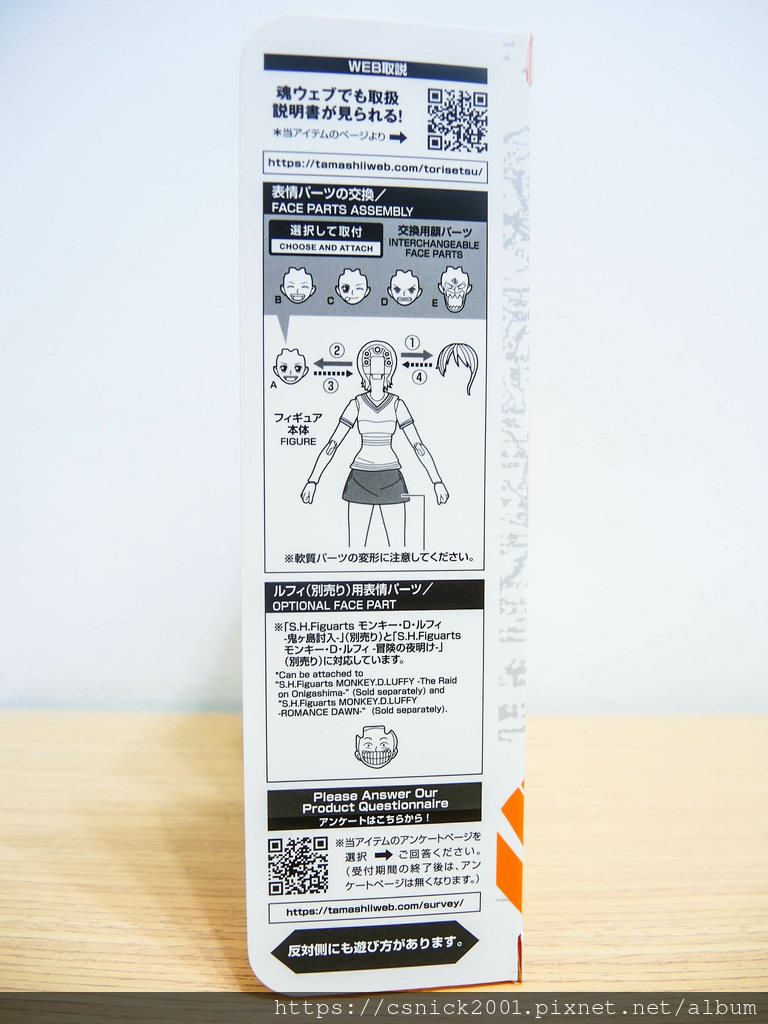 WEB取説
魂ウェブでも取扱
説明書が見られる!
＊当アイテムのページより
https://tamashiiweb.com/torisetsu/
表情パーツの交換／
FACE PARTS ASSEMBLY
選択して取付
CHOOSE AND ATTACH
交換用顔パーツ
INTERCHANGEABLE
FACE PARTS
B
C
D
E
A
②
①
③
④
フィギュア
本体
FIGURE
※軟質パーツの変形に注意してください。
ルフィ（別売り）用表情パーツ／
OPTIONAL FACE PART
※「S.H.Figuarts モンキー・D・ルフィ
-鬼ヶ島討入-」（別売り）と「S.H.Figuarts
モンキー・D・ルフィ -冒険の夜明け-」
（別売り）に対応しています。
*Can be attached to
"S.H.Figuarts MONKEY.D.LUFFY -The Raid
on Onigashima-" (Sold separately) and
"S.H.Figuarts MONKEY.D.LUFFY
-ROMANCE DAWN-" (Sold separately).
Please Answer Our
Product Questionnaire
アンケートはこちらから！
※当アイテムのアンケートページを
選択 ➡ ご回答ください。
（受付期間の終了後は、アン
ケートページは無くなります。）
https://tamashiiweb.com/survey/
反対側にも遊び方があります。
https://csnick2001.pixnet.net/album